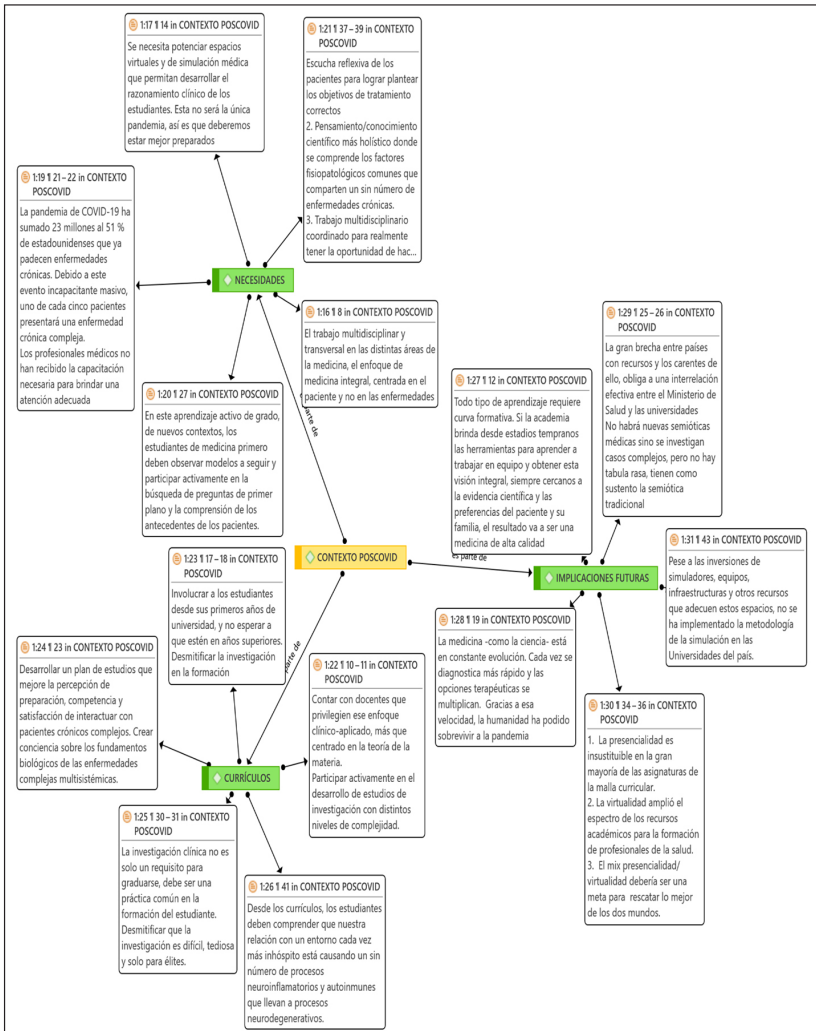 1:17 ¶ 14 in CONTEXTO
POSCOVID
Se necesita potenciar espacios
virtuales y de simulación médica
que permitan desarrollar el
razonamiento clínico de los
estudiantes. Esta no será la única
pandemia, así es que deberemos
estar mejor preparados
1:21 ¶ 37 – 39 in CONTEXTO
POSCOVID
Escucha reflexiva de los
pacientes para lograr plantear
los objetivos de tratamiento
correctos
2. Pensamiento/conocimiento
científico más holístico donde
se comprende los factores
fisiopatológicos comunes que
comparten un sin número de
enfermedades crónicas.
3. Trabajo multidisciplinario
coordinado para realmente
tener la oportunidad de hac...
1:19 ¶ 21 – 22 in CONTEXTO
POSCOVID
La pandemia de COVID-19 ha
sumado 23 millones al 51 %
de estadounidenses que ya
padecen enfermedades
crónicas. Debido a este
evento incapacitante masivo,
uno de cada cinco pacientes
presentará una enfermedad
crónica compleja.
Los profesionales médicos no
han recibido la capacitación
necesaria para brindar una
atención adecuada
NECESIDADES
1:16 ¶ 8 in CONTEXTO POSCOVID
El trabajo multidisciplinar y
transversal en las distintas áreas de
la medicina, el enfoque de
medicina integral, centrada en el
paciente y no en las enfermedades
parte de
1:20 ¶ 27 in CONTEXTO POSCOVID
En este aprendizaje activo de grado,
de nuevos contextos, los
estudiantes de medicina primero
deben observar modelos a seguir y
participar activamente en la
búsqueda de preguntas de primer
plano y la comprensión de los
antecedentes de los pacientes.
1:27 ¶ 12 in CONTEXTO POSCOVID
Todo tipo de aprendizaje requiere
curva formativa. Si la academia
brinda desde estadios tempranos
las herramientas para aprender a
trabajar en equipo y obtener esta
visión integral, siempre cercanos a
la evidencia científica y las
preferencias del paciente y su
familia, el resultado va a ser una
medicina de alta calidad
1:29 ¶ 25 – 26 in CONTEXTO
POSCOVID
La gran brecha entre países
con recursos y los carentes de
ello, obliga a una interrelación
efectiva entre el Ministerio de
Salud y las universidades
No habrá nuevas semióticas
médicas sino se investigan
casos complejos, pero no hay
tabula rasa, tienen como
sustento la semiótica
tradicional
CONTEXTO POSCOVID
es parte de
IMPLICACIONES FUTURAS
1:31 ¶ 43 in CONTEXTO
POSCOVID
Pese a las inversiones de
simuladores, equipos,
infraestructuras y otros recursos
que adecuen estos espacios, no se
ha implementado la metodología
de la simulación en las
Universidades del país.
1:23 ¶ 17 – 18 in CONTEXTO
POSCOVID
Involucrar a los estudiantes
desde sus primeros años de
universidad, y no esperar a
que estén en años superiores.
Desmitificar la investigación
en la formación
parte de
1:28 ¶ 19 in CONTEXTO POSCOVID
La medicina -como la ciencia- está
en constante evolución. Cada vez se
diagnostica más rápido y las
opciones terapéuticas se
multiplican.  Gracias a esa
velocidad, la humanidad ha podido
sobrevivir a la pandemia
1:24 ¶ 23 in CONTEXTO POSCOVID
Desarrollar un plan de estudios que
mejore la percepción de
preparación, competencia y
satisfacción de interactuar con
pacientes crónicos complejos. Crear
conciencia sobre los fundamentos
biológicos de las enfermedades
complejas multisistémicas.
1:22 ¶ 10 – 11 in CONTEXTO
POSCOVID
Contar con docentes que
privilegien ese enfoque
clínico-aplicado, más que
centrado en la teoría de la
materia.
Participar activamente en el
desarrollo de estudios de
investigación con distintos
niveles de complejidad.
1:30 ¶ 34 – 36 in CONTEXTO
POSCOVID
1.  La presencialidad es
insustituible en la gran
mayoría de las asignaturas de
la malla curricular.
2. La virtualidad amplió el
espectro de los recursos
académicos para la formación
de profesionales de la salud.
3.  El mix presencialidad/
virtualidad debería ser una
meta para  rescatar lo mejor
de los dos mundos.
CURRÍCULOS
1:25 ¶ 30 – 31 in CONTEXTO
POSCOVID
La investigación clínica no es
solo un requisito para
graduarse, debe ser una
práctica común en la
formación del estudiante.
Desmitificar que la
investigación es difícil, tediosa
y solo para élites.
1:26 ¶ 41 in CONTEXTO POSCOVID
Desde los currículos, los estudiantes
deben comprender que nuestra
relación con un entorno cada vez
más inhóspito está causando un sin
número de procesos
neuroinflamatorios y autoinmunes
que llevan a procesos
neurodegenerativos.